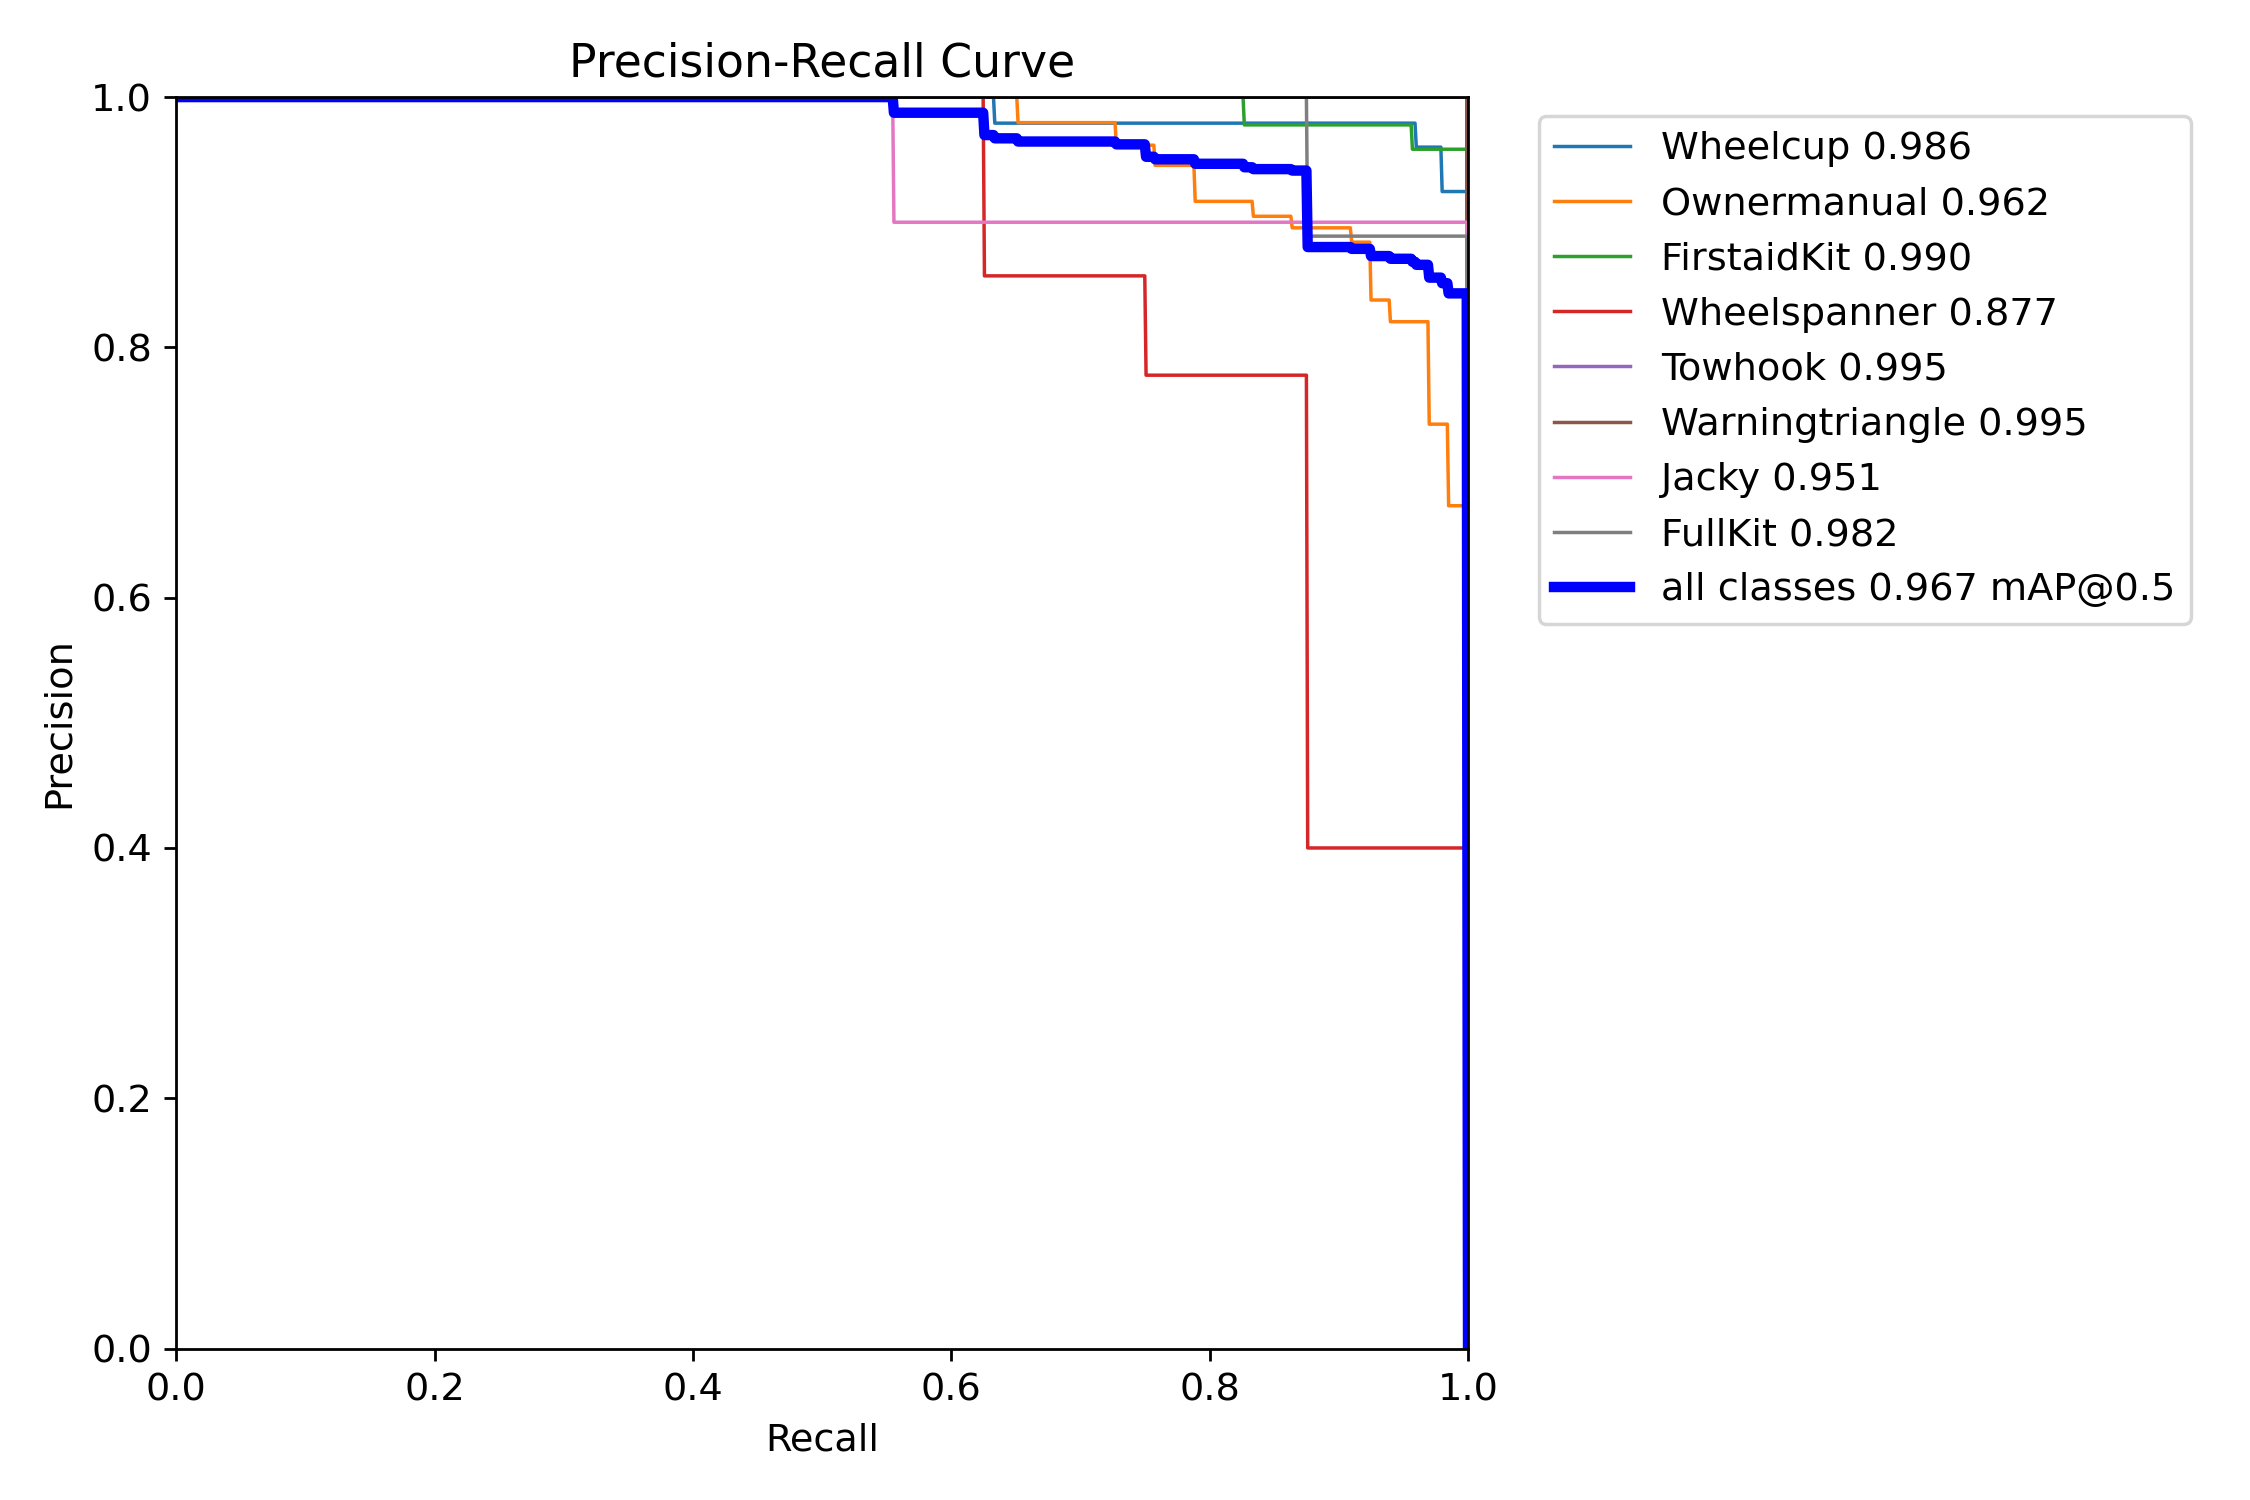 Precision-Recall Curve
1.0
0.8
0.6
0.4
0.2
0.0
Precision
0.0 0.2 0.4 0.6 0.8 1.0
Recall
Wheelcup 0.986
Ownermanual 0.962
FirstaidKit 0.990
Wheelspanner 0.877
Towhook 0.995
Warningtriangle 0.995
Jacky 0.951
FullKit 0.982
all classes 0.967 mAP@0.5